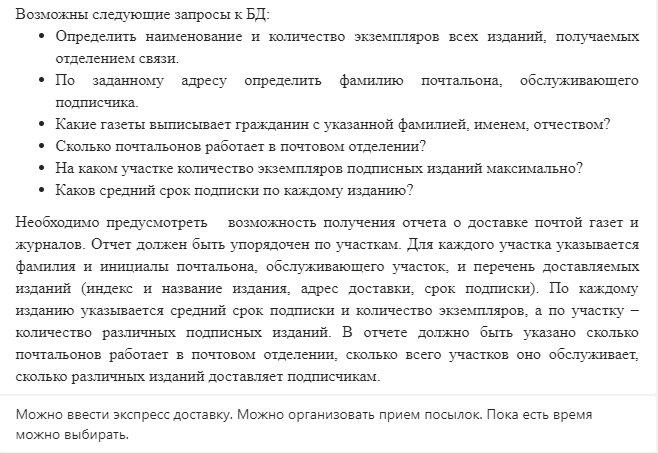 Возможны следующие запросы к БД:
• Определить наименование и количество экземпляров всех изданий, получаемых
отделением связи.
• По заданному адресу определить фамилию почтальона, обслуживающего
подписчика.
• Какие газеты выписывает гражданин с указанной фамилией, именем, отчеством?
• Сколько почтальонов работает в почтовом отделении?
• На каком участке количество экземпляров подписных изданий максимально?
• Каков средний срок подписки по каждому изданию?
Необходимо предусмотреть возможность получения отчета о доставке почтой газет и
журналов. Отчет должен быть упорядочен по участкам. Для каждого участка указывается
фамилия и инициалы почтальона, обслуживающего участок, и перечень доставляемых
изданий (индекс и название издания, адрес доставки, срок подписки). По каждому
изданию указывается средний срок подписки и количество экземпляров, а по участку –
количество различных подписных изданий. В отчете должно быть указано сколько
почтальонов работает в почтовом отделении, сколько всего участков оно обслуживает,
сколько различных изданий доставляет подписчикам.
Можно ввести экспресс доставку. Можно организовать прием посылок. Пока есть время
можно выбирать.